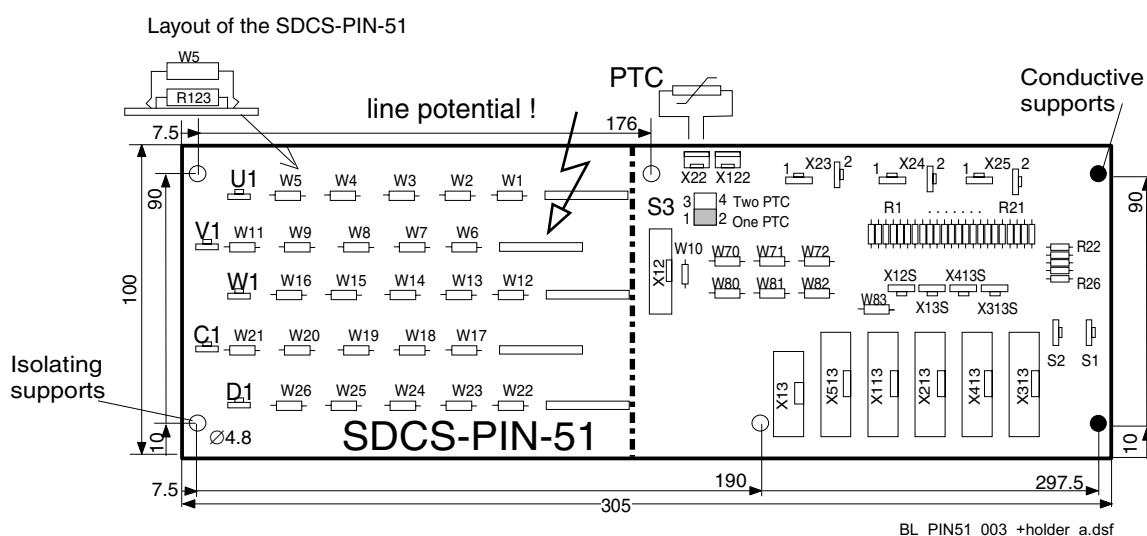 Layout of the SDCS-PIN-51
W5
R123
line potential !
PTC
Conductive
supports
7.5
176
X22 X122
1 X23 2
1 X24 2
1 X25 2
U1 W5 W4 W3 W2 W1
S3
3 4 Two PTC
1 2 One PTC
R1 . . . . . . . R21
90
90
100
V1 W11 W9 W8 W7 W6
X12
W10
W70 W71 W72
R22
R26
W1 W16 W15 W14 W13 W12
W80 W81 W82
X12S X413S
X13S X313S
W83
C1 W21 W20 W19 W18 W17
S2 S1
Isolating
supports
X13 X513 X113 X213 X413 X313
D1 W26 W25 W24 W23 W22
10
Ø4.8
SDCS-PIN-51
10
7.5
190
297.5
305
BL_PIN51_003_+holder_a.dsf